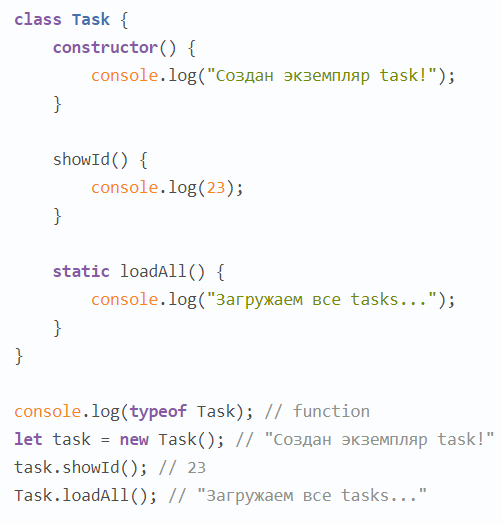 class Task {
    constructor() {
        console.log("Создан экземпляр task!");
    }

    showId() {
        console.log(23);
    }

    static loadAll() {
        console.log("Загружаем все tasks...");
    }
}

console.log(typeof Task); // function
let task = new Task(); // "Создан экземпляр task!"
task.showId(); // 23
Task.loadAll(); // "Загружаем все tasks..."